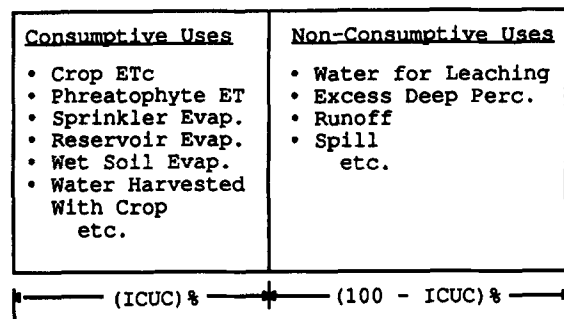 Consumptive Uses
• Crop ETc
• Phreatophyte ET
• Sprinkler Evap.
• Reservoir Evap.
• Wet Soil Evap.
• Water Harvested
With Crop
etc.
Non-Consumptive Uses
• Water for Leaching
• Excess Deep Perc.
• Runoff
• Spill
etc.
(ICUC)%
(100 - ICUC)%